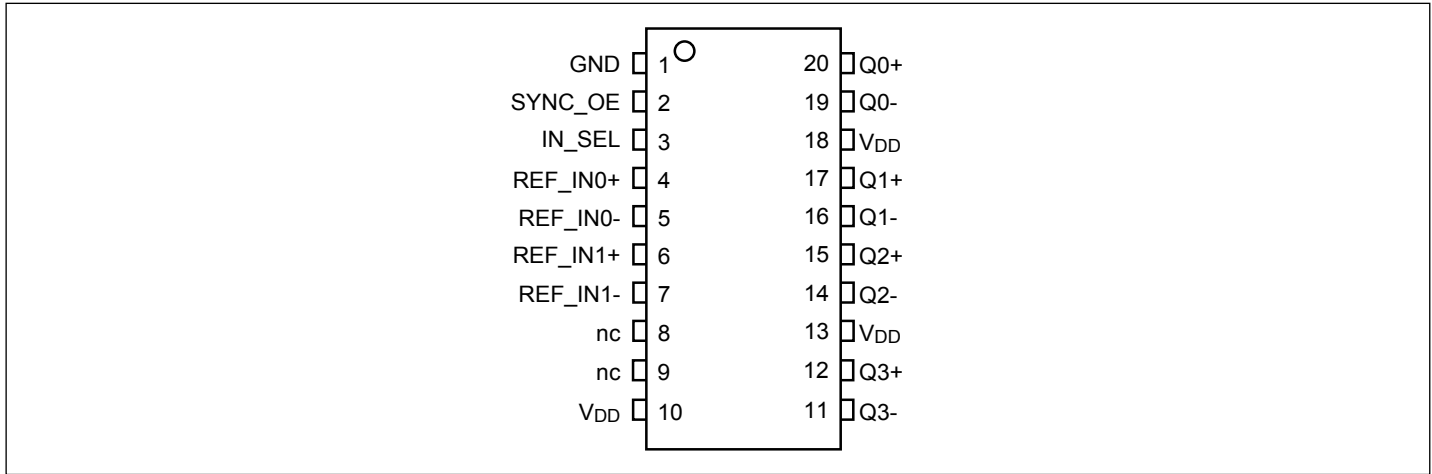 GND 1 20 Q0+
SYNC_OE 2 19 Q0-
IN_SEL 3 18 VDD
REF_IN0+ 4 17 Q1+
REF_IN0- 5 16 Q1-
REF_IN1+ 6 15 Q2+
REF_IN1- 7 14 Q2-
nc 8 13 VDD
nc 9 12 Q3+
VDD 10 11 Q3-